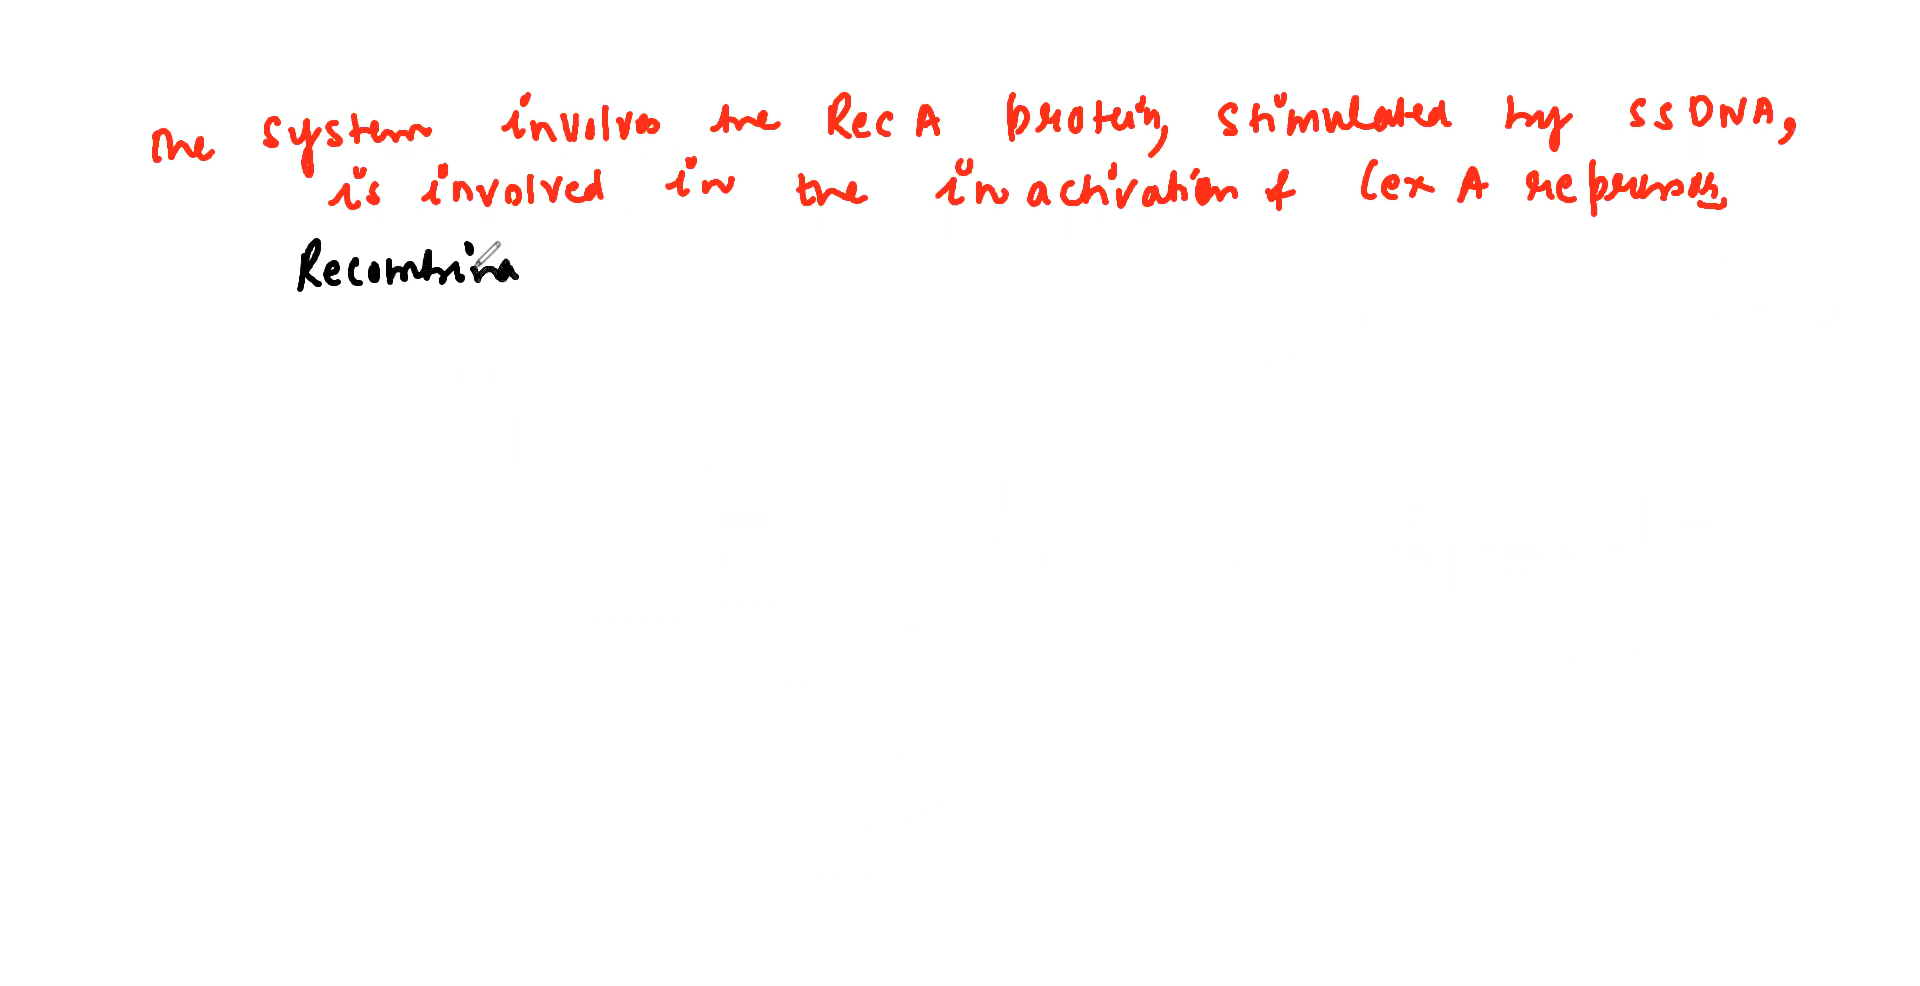 The system involves the Rec A protein, stimulated by ssDNA,
is involved in the inactivation of Lex A repressor
Recombina